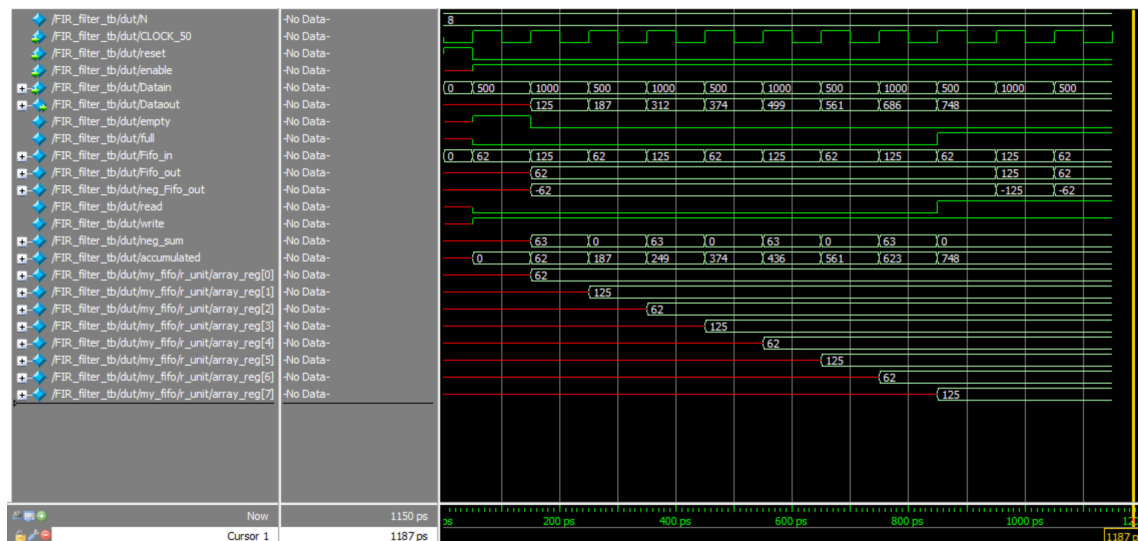 /FIR_filter_tb/dut/N -No Data- 8
/FIR_filter_tb/dut/CLOCK_50 -No Data-
/FIR_filter_tb/dut/reset -No Data-
/FIR_filter_tb/dut/enable -No Data-
/FIR_filter_tb/dut/Datain -No Data- 0 500 1000 500 1000 500 1000 500 1000 500 1000 500
/FIR_filter_tb/dut/Dataout -No Data- 125 187 312 374 499 561 686 748
/FIR_filter_tb/dut/empty -No Data-
/FIR_filter_tb/dut/full -No Data-
/FIR_filter_tb/dut/Fifo_in -No Data- 0 62 125 62 125 62 125 62 125 62 125 62
/FIR_filter_tb/dut/Fifo_out -No Data- 62 125 62
/FIR_filter_tb/dut/neg_Fifo_out -No Data- -62 -125 -62
/FIR_filter_tb/dut/read -No Data-
/FIR_filter_tb/dut/write -No Data-
/FIR_filter_tb/dut/neg_sum -No Data- 63 0 63 0 63 0 63 0
/FIR_filter_tb/dut/accumulated -No Data- 0 62 187 249 374 436 561 623 748
/FIR_filter_tb/dut/my_fifo/r_unit/array_reg[0] -No Data- 62
/FIR_filter_tb/dut/my_fifo/r_unit/array_reg[1] -No Data- 125
/FIR_filter_tb/dut/my_fifo/r_unit/array_reg[2] -No Data- 62
/FIR_filter_tb/dut/my_fifo/r_unit/array_reg[3] -No Data- 125
/FIR_filter_tb/dut/my_fifo/r_unit/array_reg[4] -No Data- 62
/FIR_filter_tb/dut/my_fifo/r_unit/array_reg[5] -No Data- 125
/FIR_filter_tb/dut/my_fifo/r_unit/array_reg[6] -No Data- 62
/FIR_filter_tb/dut/my_fifo/r_unit/array_reg[7] -No Data- 125
Now 1150 ps 200 ps 400 ps 600 ps 800 ps 1000 ps
Cursor 1 1187 ps 1187 p